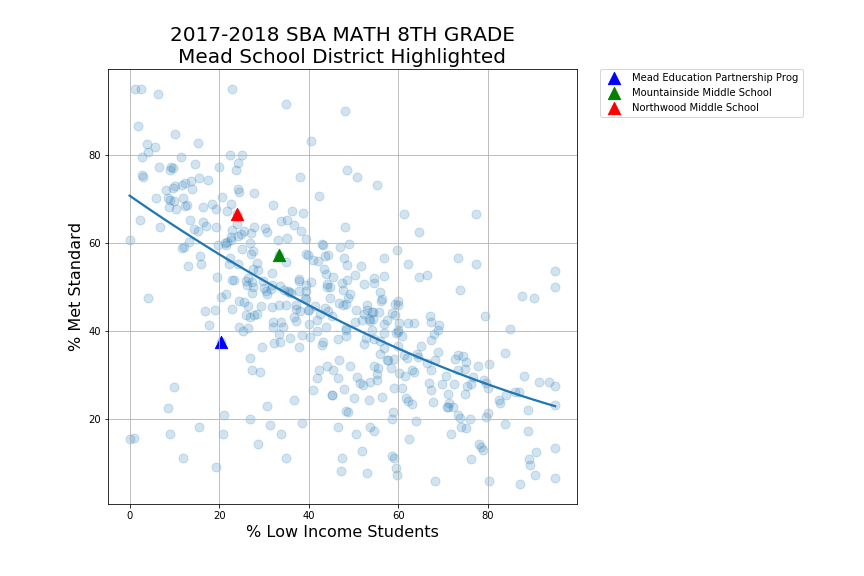 2017-2018 SBA MATH 8TH GRADE
Mead School District Highlighted
Mead Education Partnership Prog
Mountainside Middle School
Northwood Middle School
% Met Standard
80
60
40
20
0 20 40 60 80
% Low Income Students